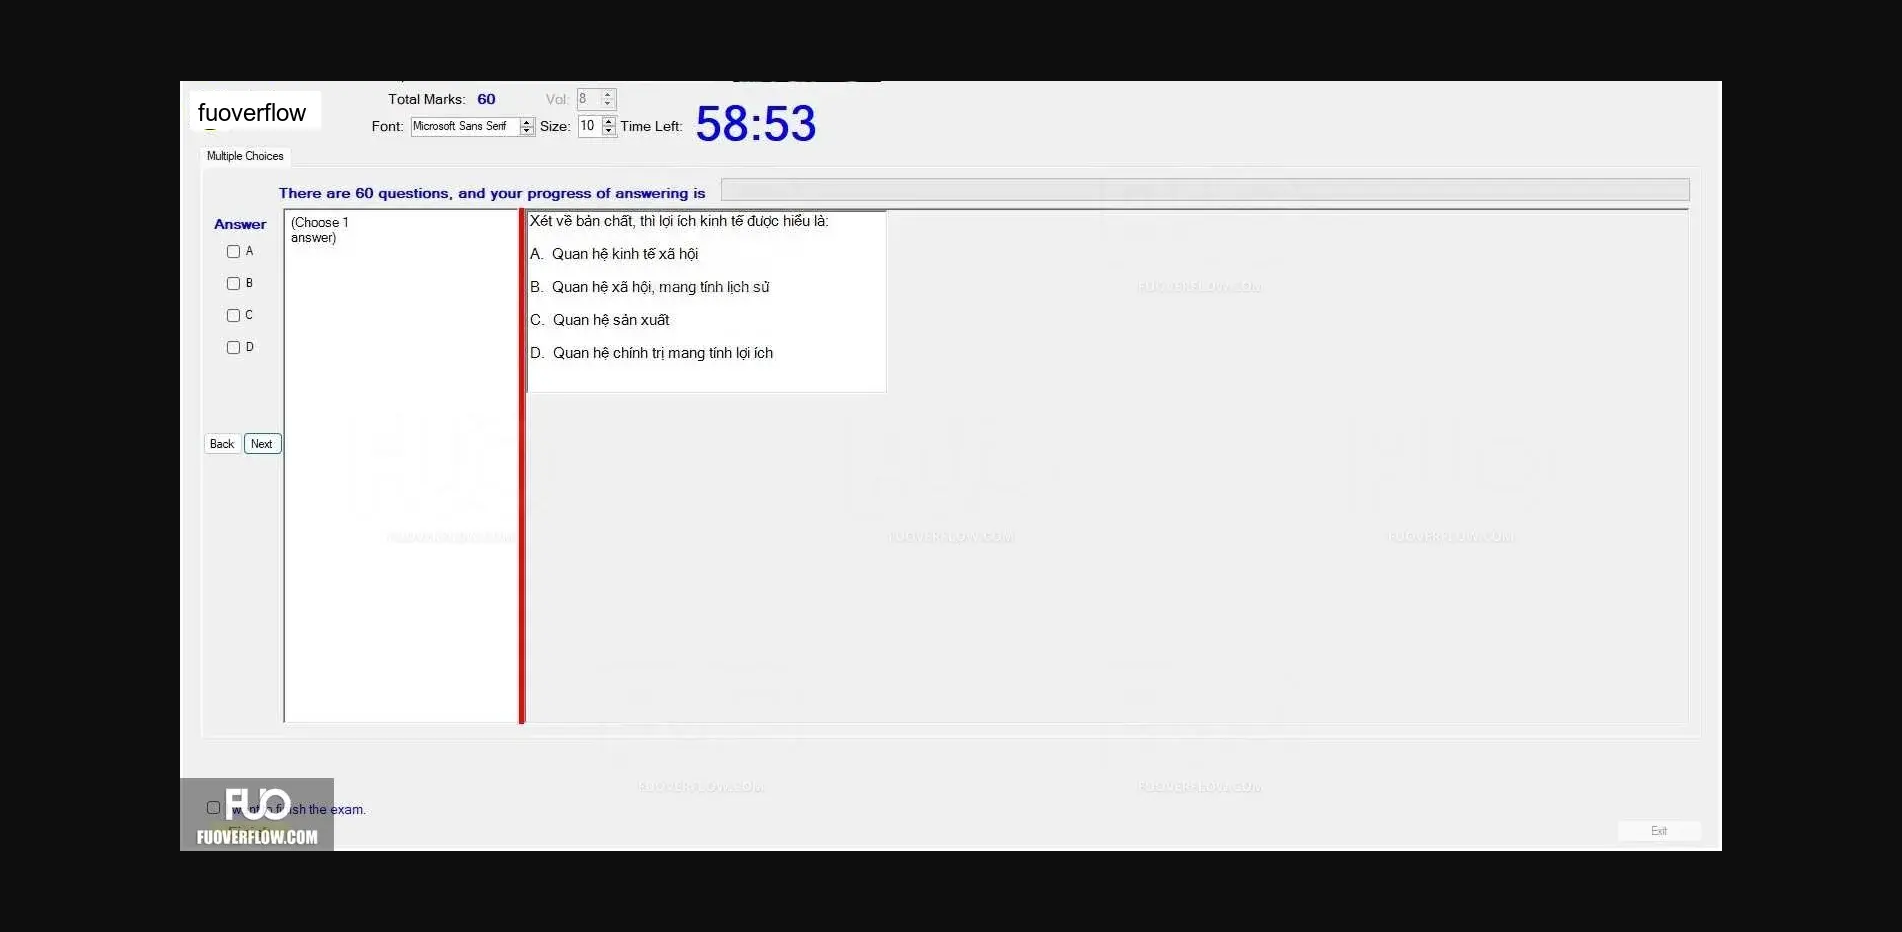 fuoverflow
Total Marks: 60 Vol: 8
Font: Microsoft Sans Serif Size: 10 Time Left: 58:53
Multiple Choices
There are 60 questions, and your progress of answering is
Answer
(Choose 1
answer)
A
B
C
D
Xét về bản chất, thì lợi ích kinh tế được hiểu là:
A. Quan hệ kinh tế xã hội
B. Quan hệ xã hội, mang tính lịch sử
C. Quan hệ sản xuất
D. Quan hệ chính trị mang tính lợi ích
FUOVERFLOW.COM
Back Next
FUOVERFLOW.COM FUOVERFLOW.COM FUOVERFLOW.COM
FUOVERFLOW.COM FUOVERFLOW.COM
FUO
the exam.
FUOVERFLOW.COM
Exit